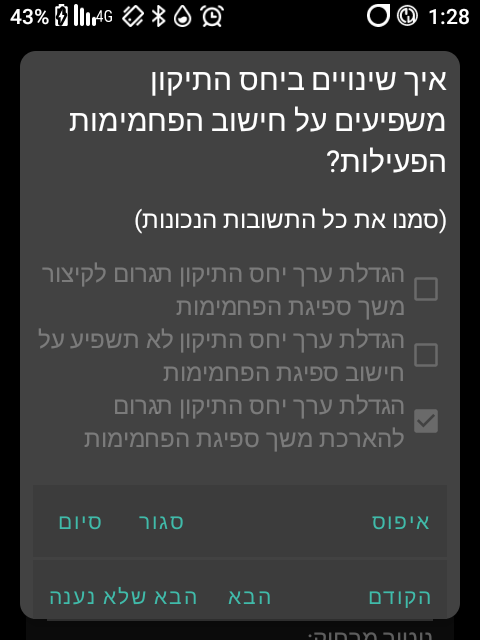 43% 4G 1:28
איך שינויים ביחס התיקון
משפיעים על חישוב הפחמימות
הפעילות?
(סמנו את כל התשובות הנכונות)
הגדלת ערך יחס התיקון תגרום לקיצור
משך ספיגת הפחמימות
הגדלת ערך יחס התיקון לא תשפיע על
חישוב ספיגת הפחמימות
הגדלת ערך יחס התיקון תגרום
להארכת משך ספיגת הפחמימות
איפוס סגור סיום
הקודם הבא הבא שלא נענה